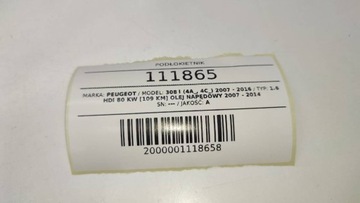 PODŁOKIETNIK
111865
MARKA: PEUGEOT / MODEL: 308 I (4A_, 4C_) 2007 - 2016 / TYP: 1.6
HDI 80 KW [109 KM] OLEJ NAPĘDOWY 2007 - 2014
SN: --- / JAKOŚĆ: A
2000001118658